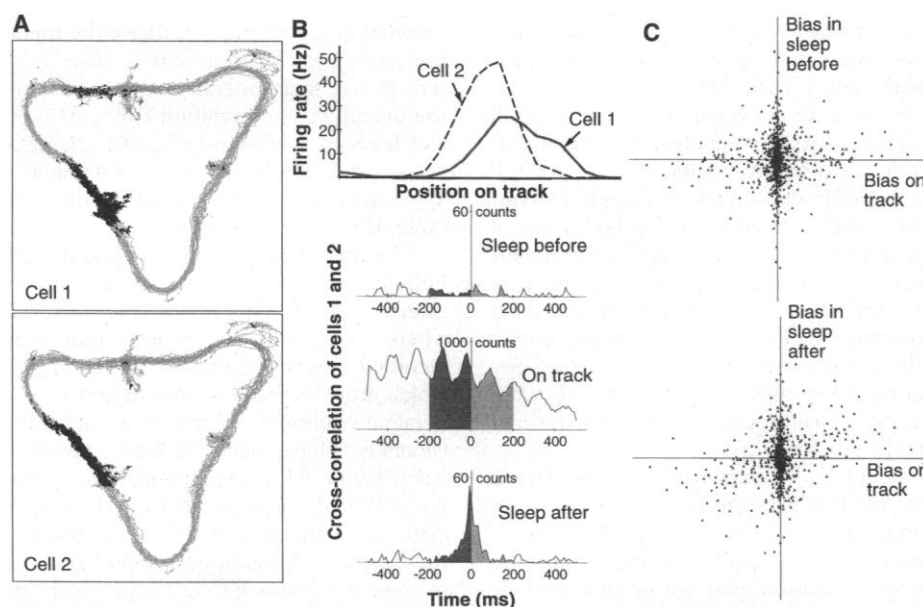 A
Cell 1
Cell 2
B
Firing rate (Hz)
50
40
30
20
10
Cell 2
Cell 1
Position on track
Cross-correlation of cells 1 and 2
60 counts
Sleep before
-400 -200 0 200 400
1000 counts
On track
-400 -200 0 200 400
60 counts
Sleep after
-400 -200 0 200 400
Time (ms)
C
Bias in
sleep
before
Bias on
track
Bias in
sleep
after
Bias on
track